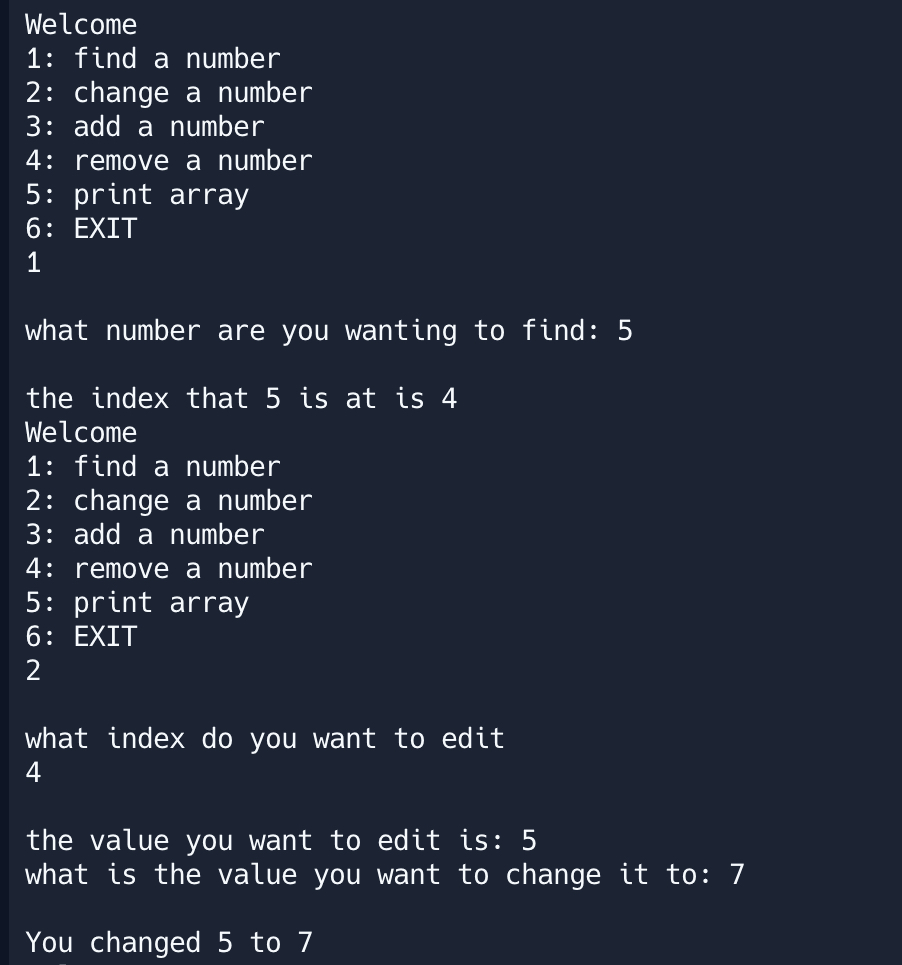 Welcome
1: find a number
2: change a number
3: add a number
4: remove a number
5: print array
6: EXIT
1
what number are you wanting to find: 5
the index that 5 is at is 4
Welcome
1: find a number
2: change a number
3: add a number
4: remove a number
5: print array
6: EXIT
2
what index do you want to edit
4
the value you want to edit is: 5
what is the value you want to change it to: 7
You changed 5 to 7